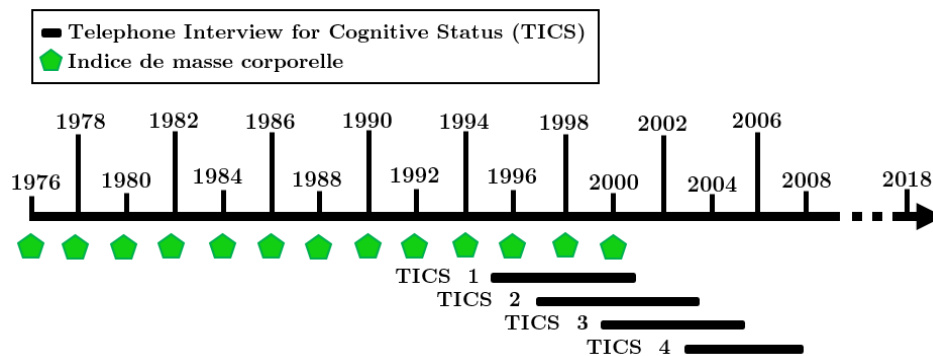 Telephone Interview for Cognitive Status (TICS)
Indice de masse corporelle
1978 1982 1986 1990 1994 1998 2002 2006
1976 1980 1984 1988 1992 1996 2000 2004 2008 2018
TICS 1
TICS 2
TICS 3
TICS 4